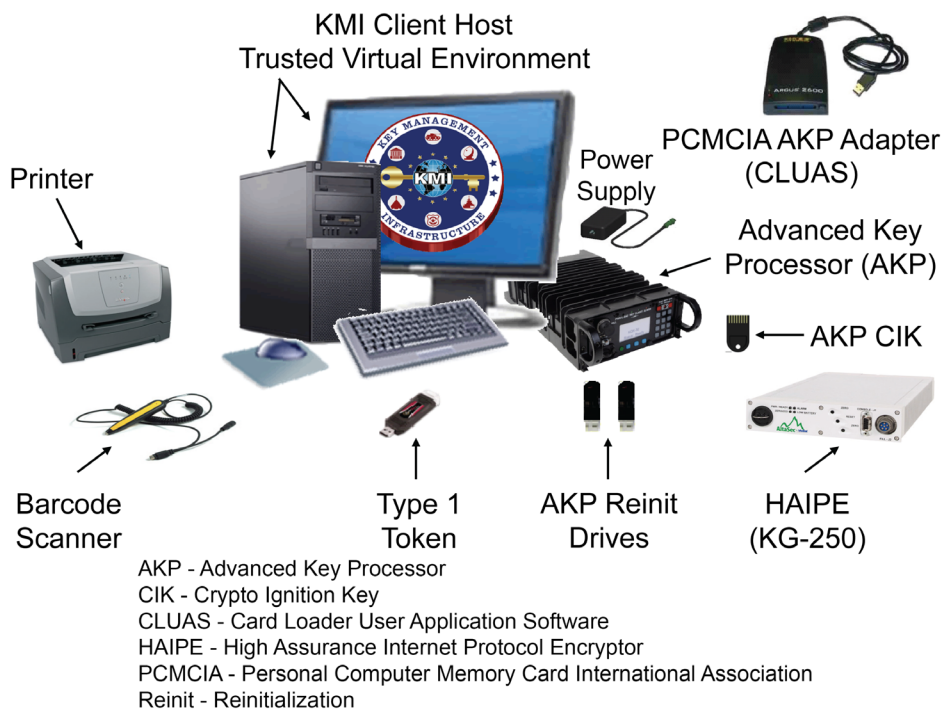 KMI Client Host
Trusted Virtual Environment
ARGUS 2600
PCMCIA AKP Adapter
(CLUAS)
Printer
KEY MANAGEMENT
KMI
INFRASTRUCTURE
Power
Supply
Advanced Key
Processor (AKP)
AKP CIK
Barcode
Scanner
Type 1
Token
AKP Reinit
Drives
HAIPE
(KG-250)
AKP - Advanced Key Processor
CIK - Crypto Ignition Key
CLUAS - Card Loader User Application Software
HAIPE - High Assurance Internet Protocol Encryptor
PCMCIA - Personal Computer Memory Card International Association
Reinit - Reinitialization